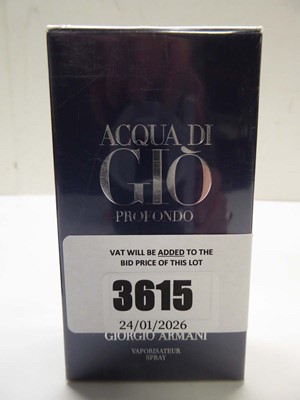 ACQUA DI
GIÒ
PROFONDO
VAT WILL BE ADDED TO THE
BID PRICE OF THIS LOT
3615
24/01/2026
GIORGIO ARMANI
VAPORISATEUR
SPRAY